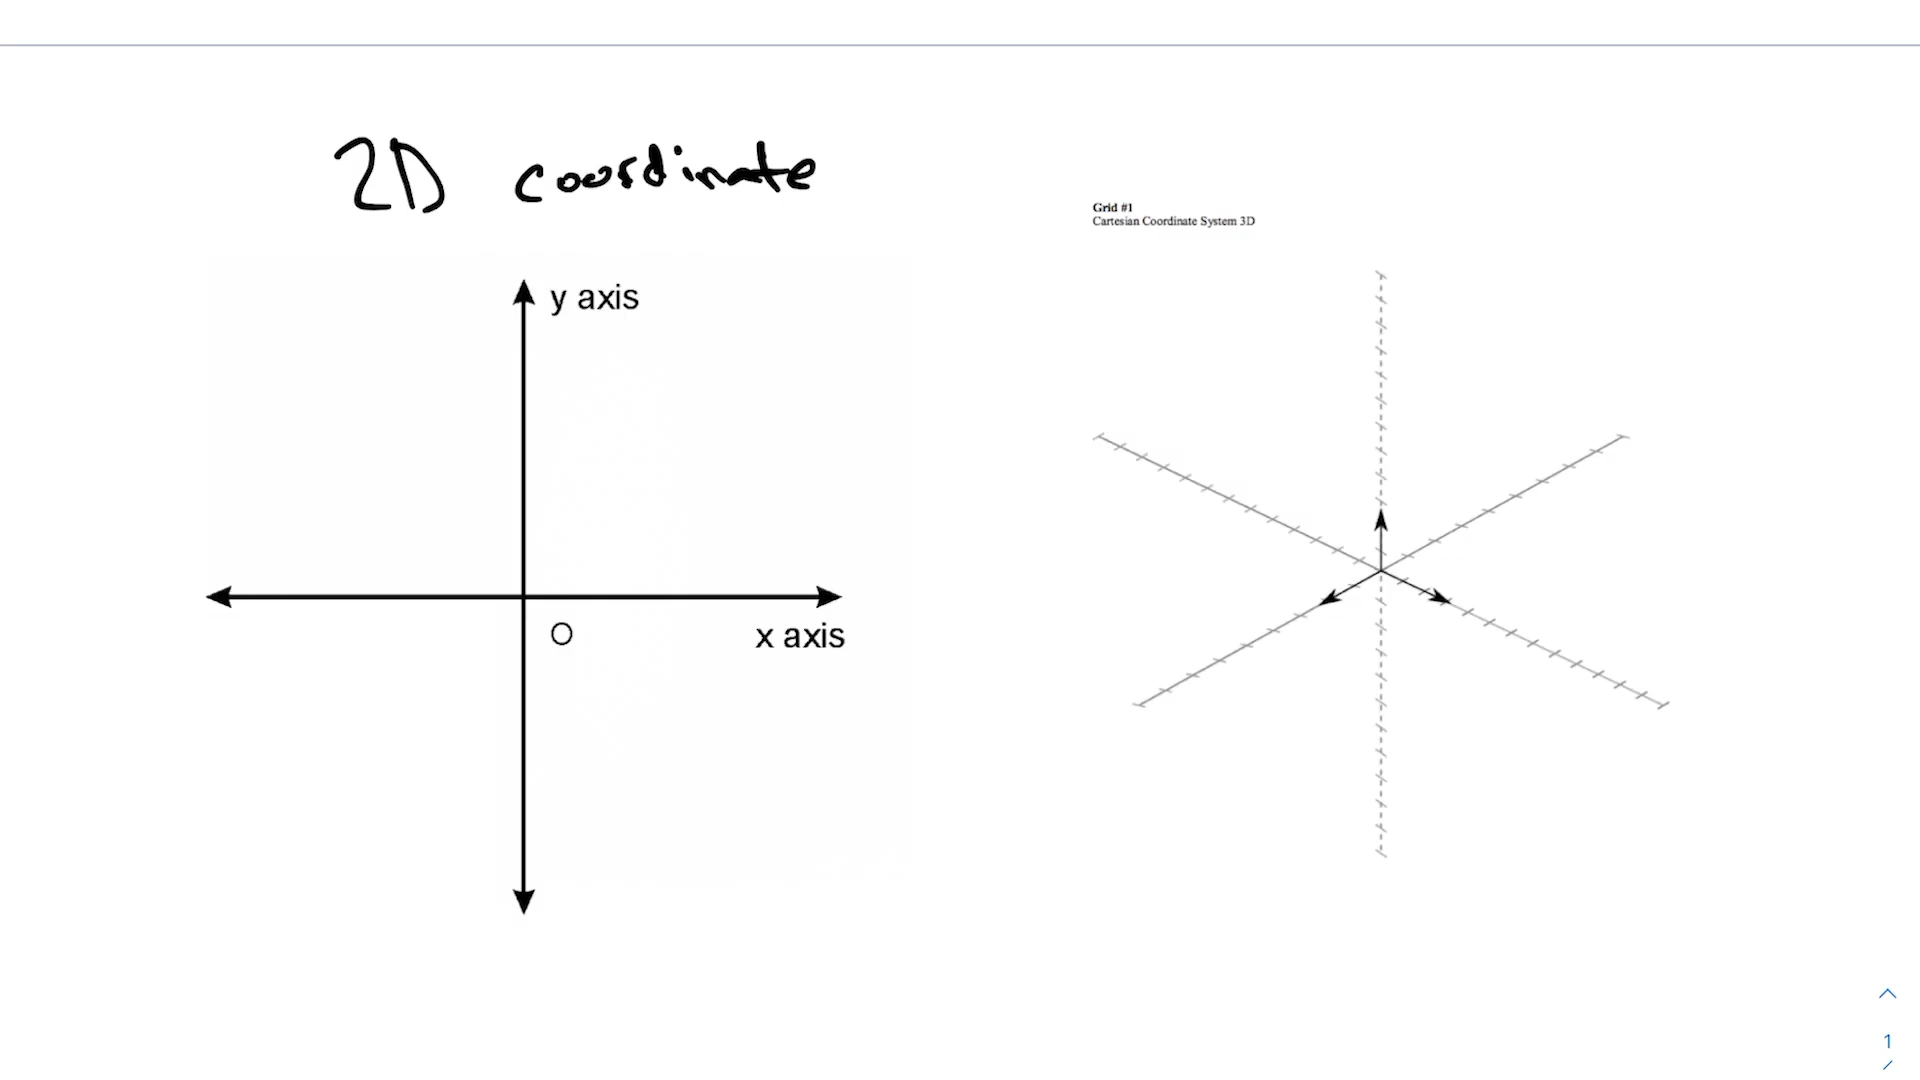 2D coordinate
Grid #1
Cartesian Coordinate System 3D
y axis
O
x axis
1